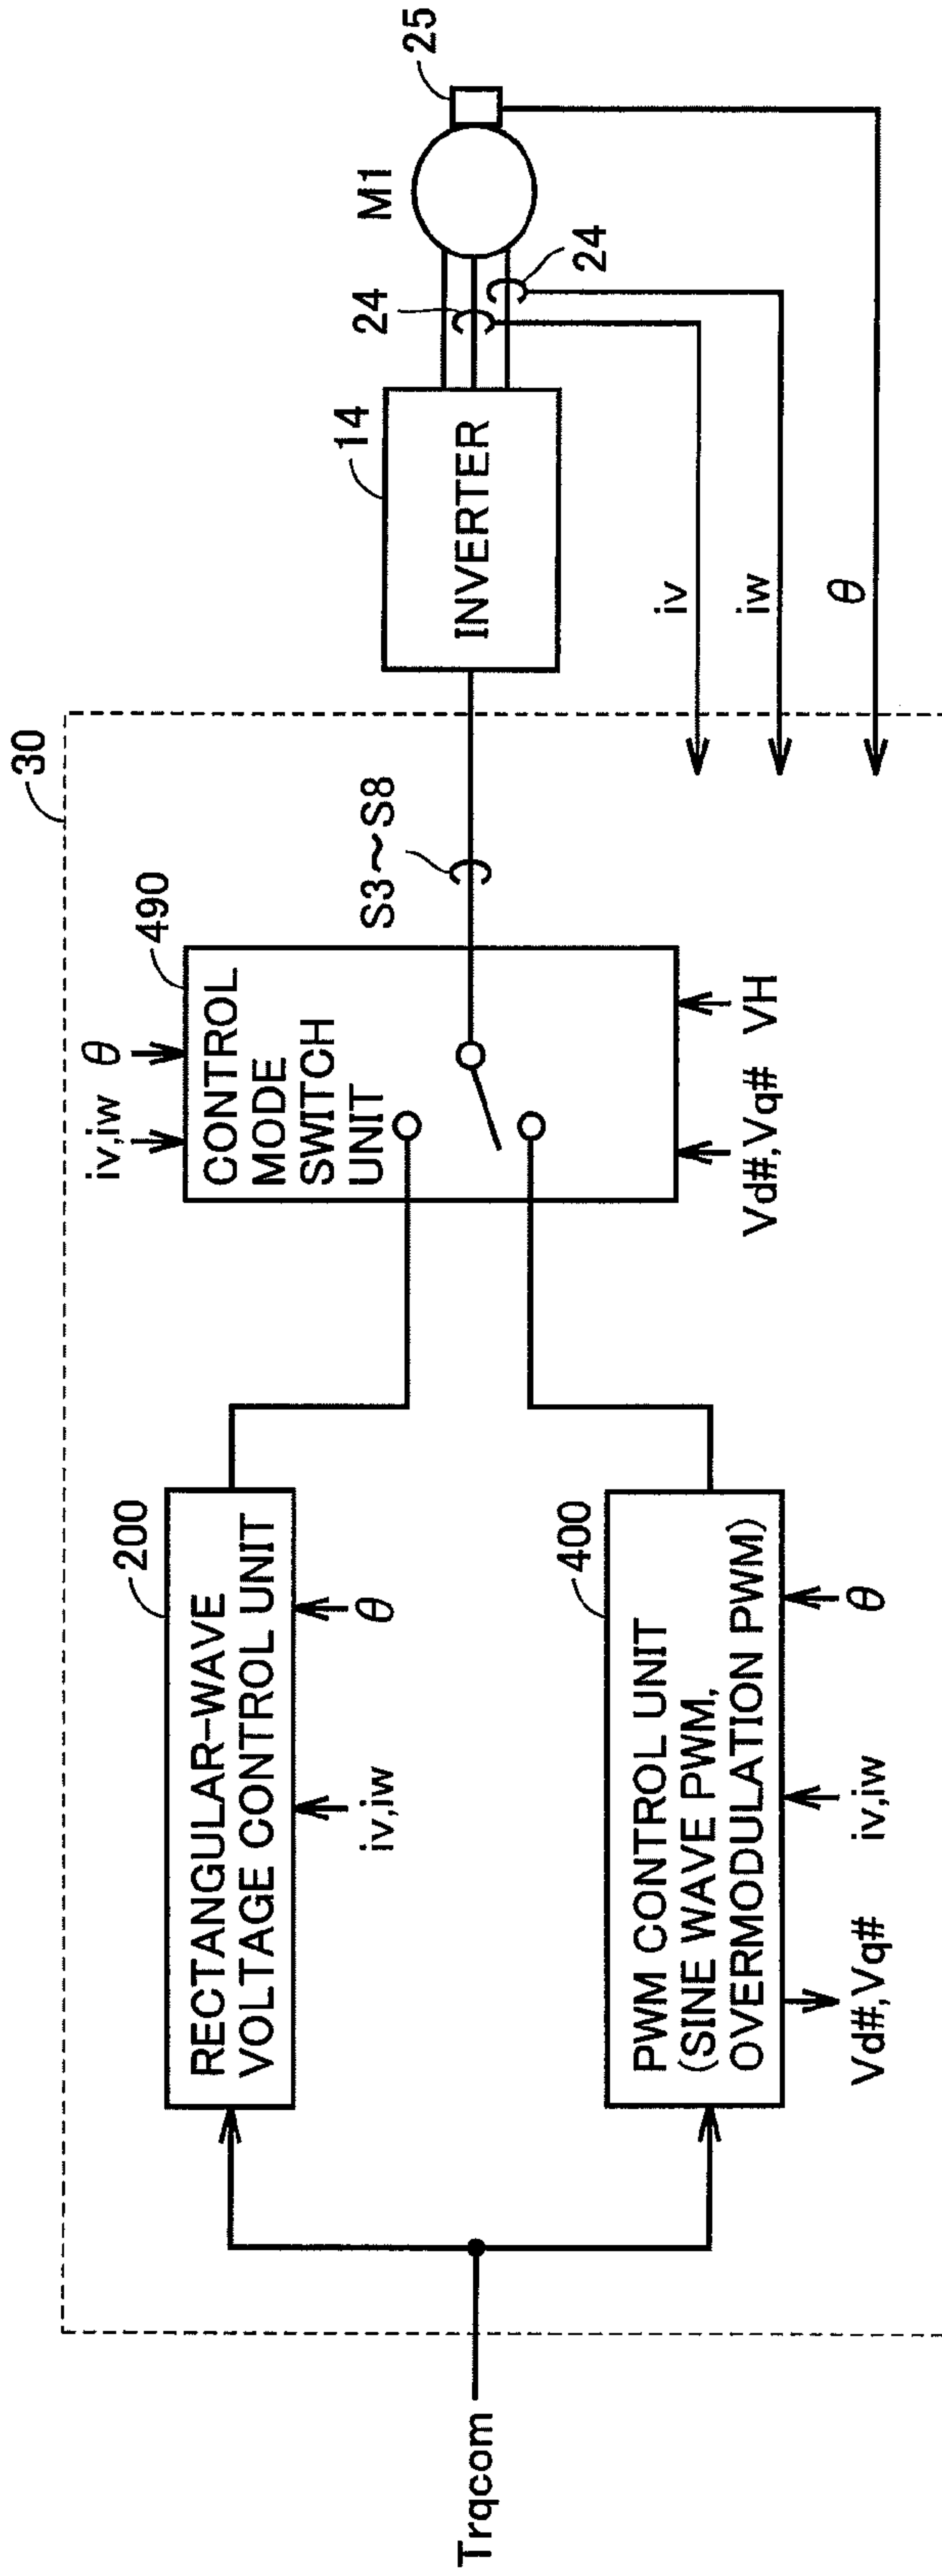 30
Trqcom
200
RECTANGULAR-WAVE
VOLTAGE CONTROL UNIT
iv,iw
θ
400
PWM CONTROL UNIT
(SINE WAVE PWM,
OVERMODULATION PWM)
Vd#,Vq#
iv,iw
θ
iv,iw
θ
490
CONTROL
MODE
SWITCH
UNIT
Vd#,Vq#
VH
S3~S8
14
INVERTER
24
24
M1
25
iv
iw
θ